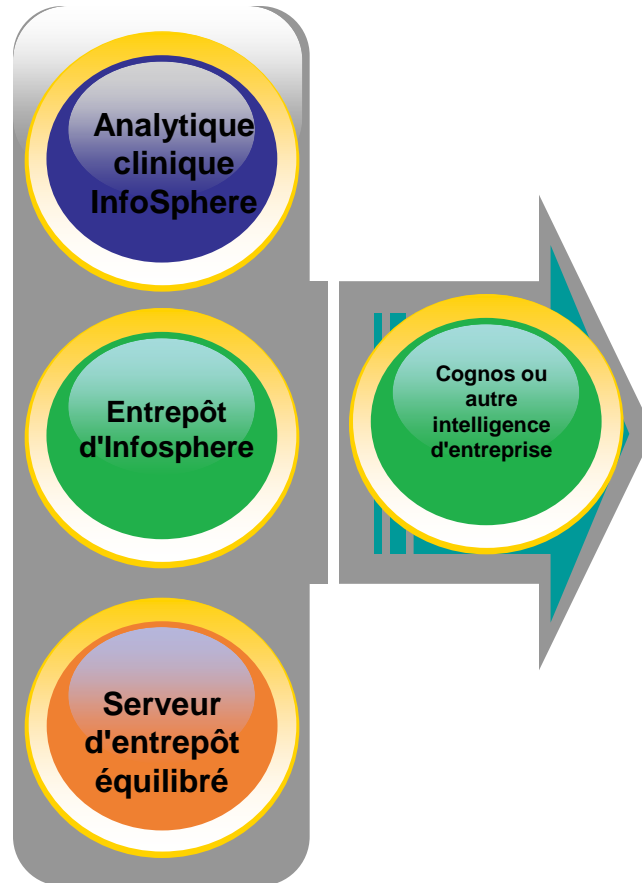 Analytique
clinique
InfoSphere
Entrepôt
d'Infosphere
Cognos ou
autre
intelligence
d'entreprise
Serveur
d'entrepôt
équilibré